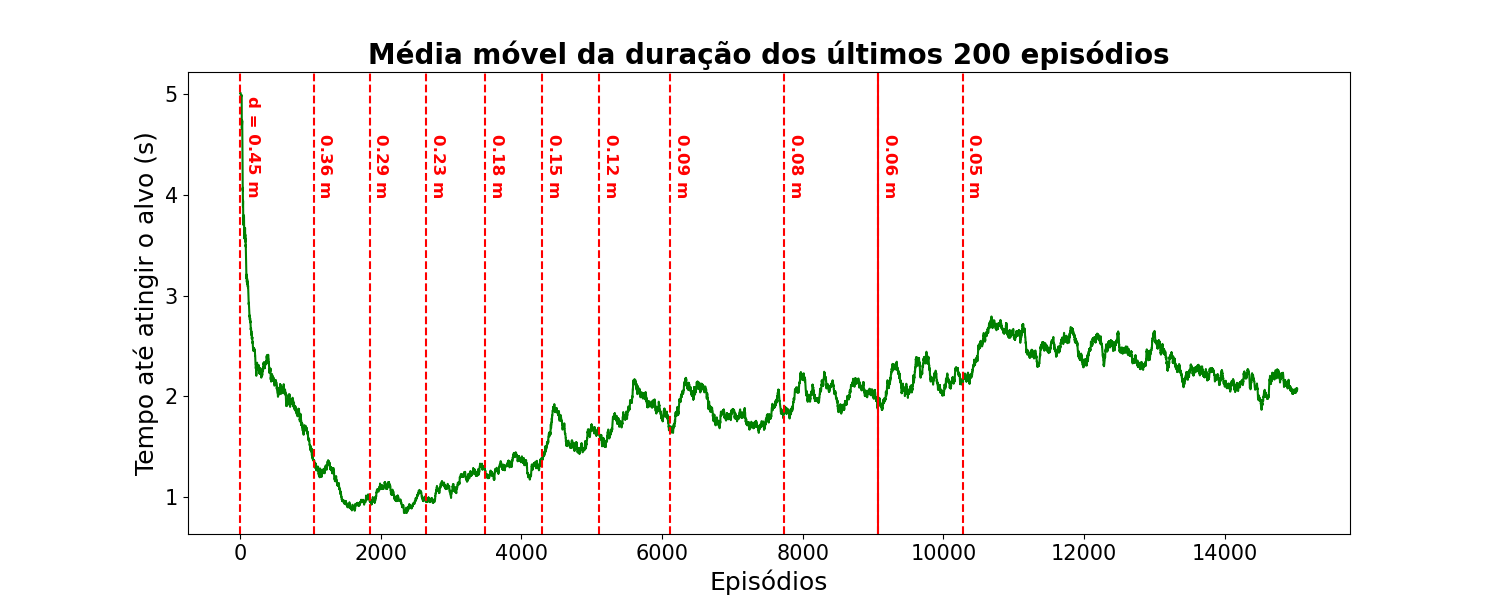 Média móvel da duração dos últimos 200 episódios
Tempo até atingir o alvo (s)
5
4
3
2
1
d = 0.45 m
0.36 m
0.29 m
0.23 m
0.18 m
0.15 m
0.12 m
0.09 m
0.08 m
0.06 m
0.05 m
0
2000
4000
6000
8000
10000
12000
14000
Episódios